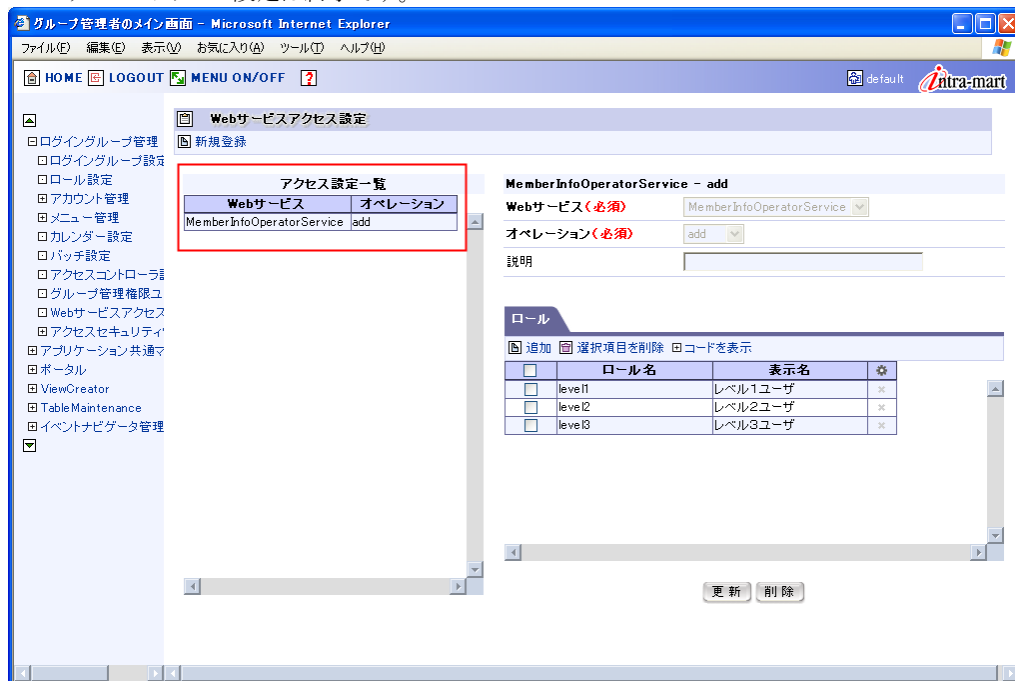 グループ管理者のメイン画面 - Microsoft Internet Explorer
ファイル(F) 編集(E) 表示(V) お気に入り(A) ツール(T) ヘルプ(H)
HOME LOGOUT MENU ON/OFF ? default intra-mart
Webサービスアクセス設定
新規登録
ログイングループ管理
ログイングループ設定
ロール設定
アカウント管理
メニュー管理
カレンダー設定
バッチ設定
アクセスコントローラ設
グループ管理権限ユ
Webサービスアクセス
アクセスセキュリティ
アプリケーション共通マ
ポータル
ViewCreator
TableMaintenance
イベントナビゲータ管理
アクセス設定一覧
Webサービス オペレーション
MemberInfoOperatorService add
MemberInfoOperatorService - add
Webサービス(必須) MemberInfoOperatorService
オペレーション(必須) add
説明
ロール
追加 選択項目を削除 コードを表示
ロール名 表示名
level1 レベル1ユーザ
level2 レベル2ユーザ
level3 レベル3ユーザ
更新 削除